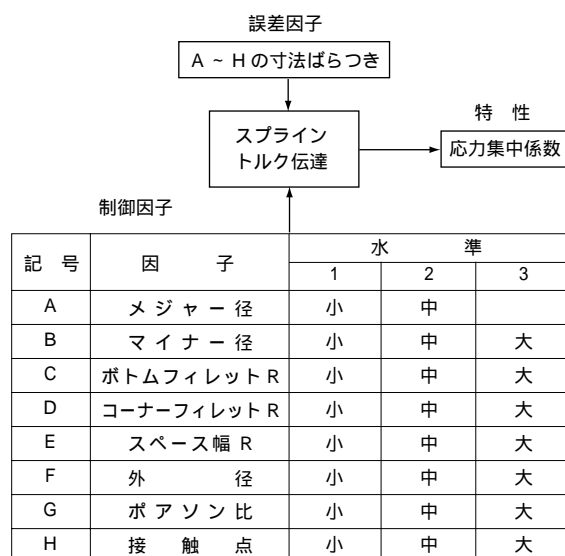 誤差因子
A ~ H の寸法ばらつき
スプライン
トルク伝達
特 性
応力集中係数
制御因子
記 号 因 子 水 準
1 2 3
A メジャー径 小 中
B マイナー径 小 中 大
C ボトムフィレット R 小 中 大
D コーナーフィレット R 小 中 大
E スペース幅 R 小 中 大
F 外 径 小 中 大
G ポアソン比 小 中 大
H 接 触 点 小 中 大